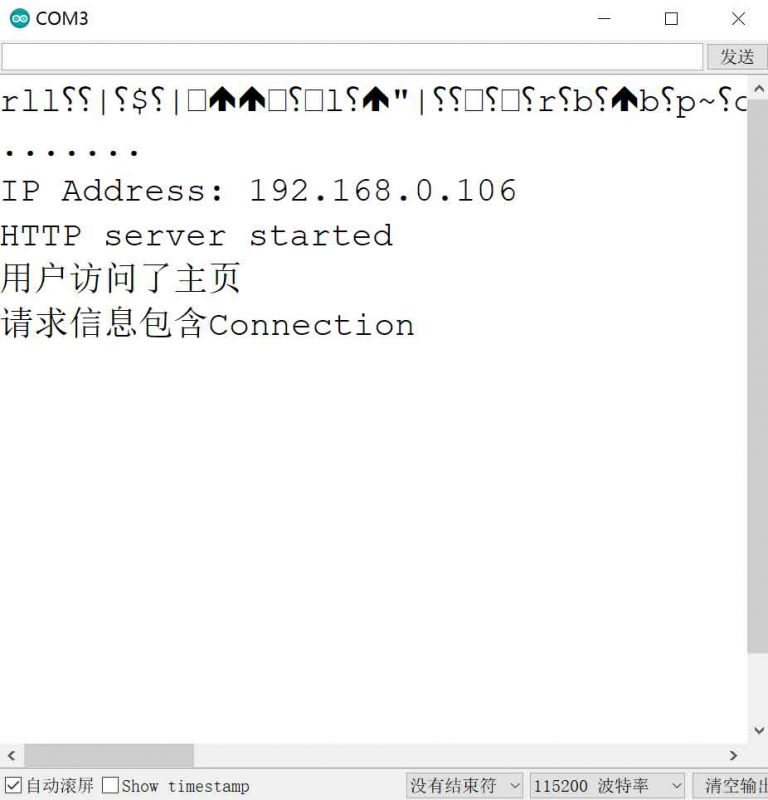 COM3
发送
rll⸮⸮|⸮$⸮|□🡅🡅□⸮□l⸮🡅"|⸮⸮□⸮□⸮r⸮b⸮🡅b⸮p~⸮c
.......
IP Address: 192.168.0.106
HTTP server started
用户访问了主页
请求信息包含Connection
自动滚屏 Show timestamp 没有结束符 115200 波特率 清空输出